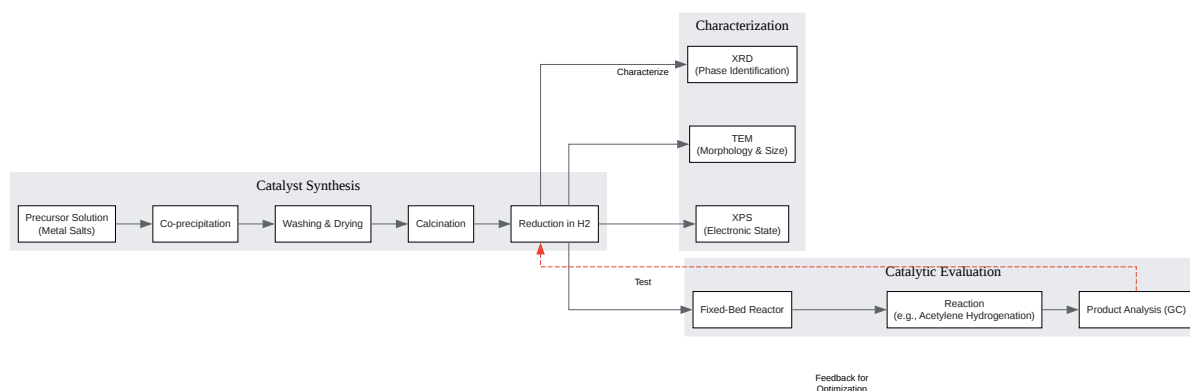 Characterization
XRD
(Phase Identification)
Characterize
TEM
(Morphology & Size)
Catalyst Synthesis
Precursor Solution
(Metal Salts)
Co-precipitation
Washing & Drying
Calcination
Reduction in H2
XPS
(Electronic State)
Catalytic Evaluation
Test
Fixed-Bed Reactor
Reaction
(e.g., Acetylene Hydrogenation)
Product Analysis (GC)
Feedback for
Optimization